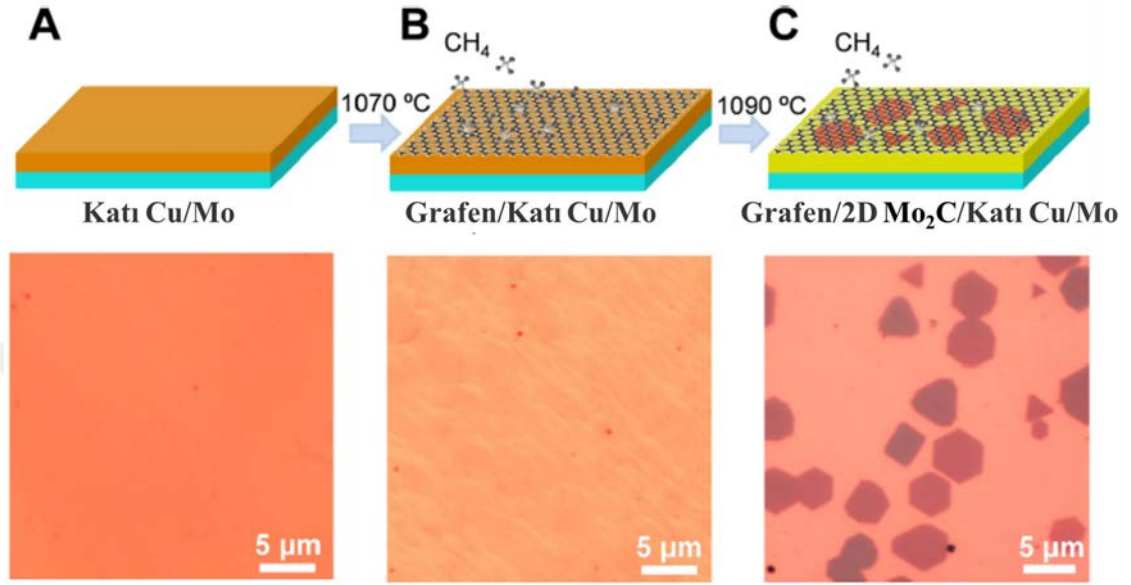 A
B
C
CH₄
CH₄
1070 ºC
1090 ºC
Katı Cu/Mo
Grafen/Katı Cu/Mo
Grafen/2D Mo₂C/Katı Cu/Mo
5 µm
5 µm
5 µm